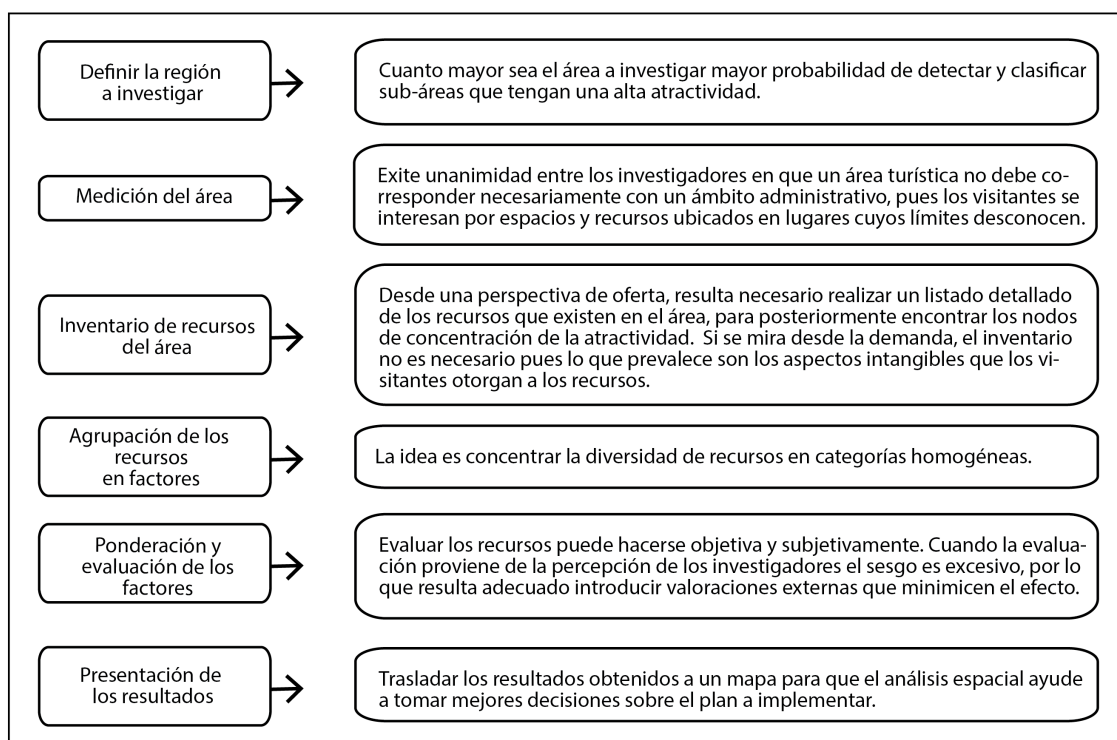 Definir la región
a investigar
Cuanto mayor sea el área a investigar mayor probabilidad de detectar y clasificar
sub-áreas que tengan una alta atractividad.
Medición del área
Exite unanimidad entre los investigadores en que un área turística no debe co-
rresponder necesariamente con un ámbito administrativo, pues los visitantes se
interesan por espacios y recursos ubicados en lugares cuyos límites desconocen.
Inventario de recursos
del área
Desde una perspectiva de oferta, resulta necesario realizar un listado detallado
de los recursos que existen en el área, para posteriormente encontrar los nodos
de concentración de la atractividad. Si se mira desde la demanda, el inventario
no es necesario pues lo que prevalece son los aspectos intangibles que los vi-
sitantes otorgan a los recursos.
Agrupación de los
recursos
en factores
La idea es concentrar la diversidad de recursos en categorías homogéneas.
Ponderación y
evaluación de los
factores
Evaluar los recursos puede hacerse objetiva y subjetivamente. Cuando la evalua-
ción proviene de la percepción de los investigadores el sesgo es excesivo, por lo
que resulta adecuado introducir valoraciones externas que minimicen el efecto.
Presentación de
los resultados
Trasladar los resultados obtenidos a un mapa para que el análisis espacial ayude
a tomar mejores decisiones sobre el plan a implementar.